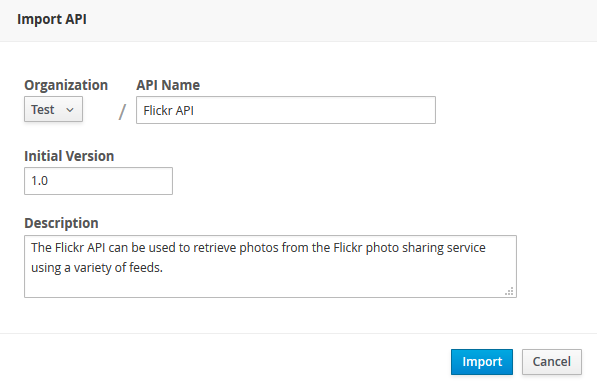 Import API
Organization
API Name
Test
/
Flickr API
Initial Version
1.0
Description
The Flickr API can be used to retrieve photos from the Flickr photo sharing service
using a variety of feeds.
Import
Cancel